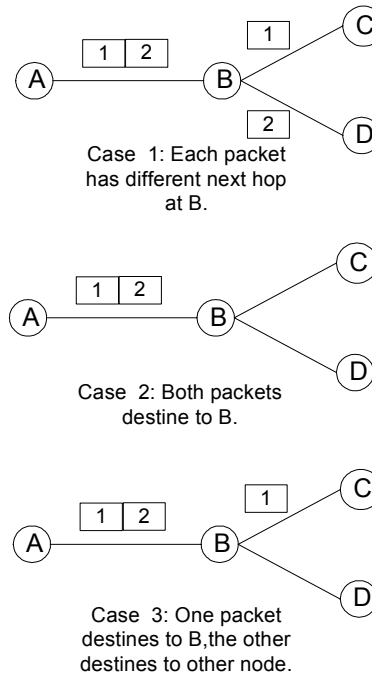 1
C
1 2
A
B
2
D
Case 1: Each packet
has different next hop
at B.
C
1 2
A
B
D
Case 2: Both packets
destine to B.
1
C
1 2
A
B
D
Case 3: One packet
destines to B,the other
destines to other node.